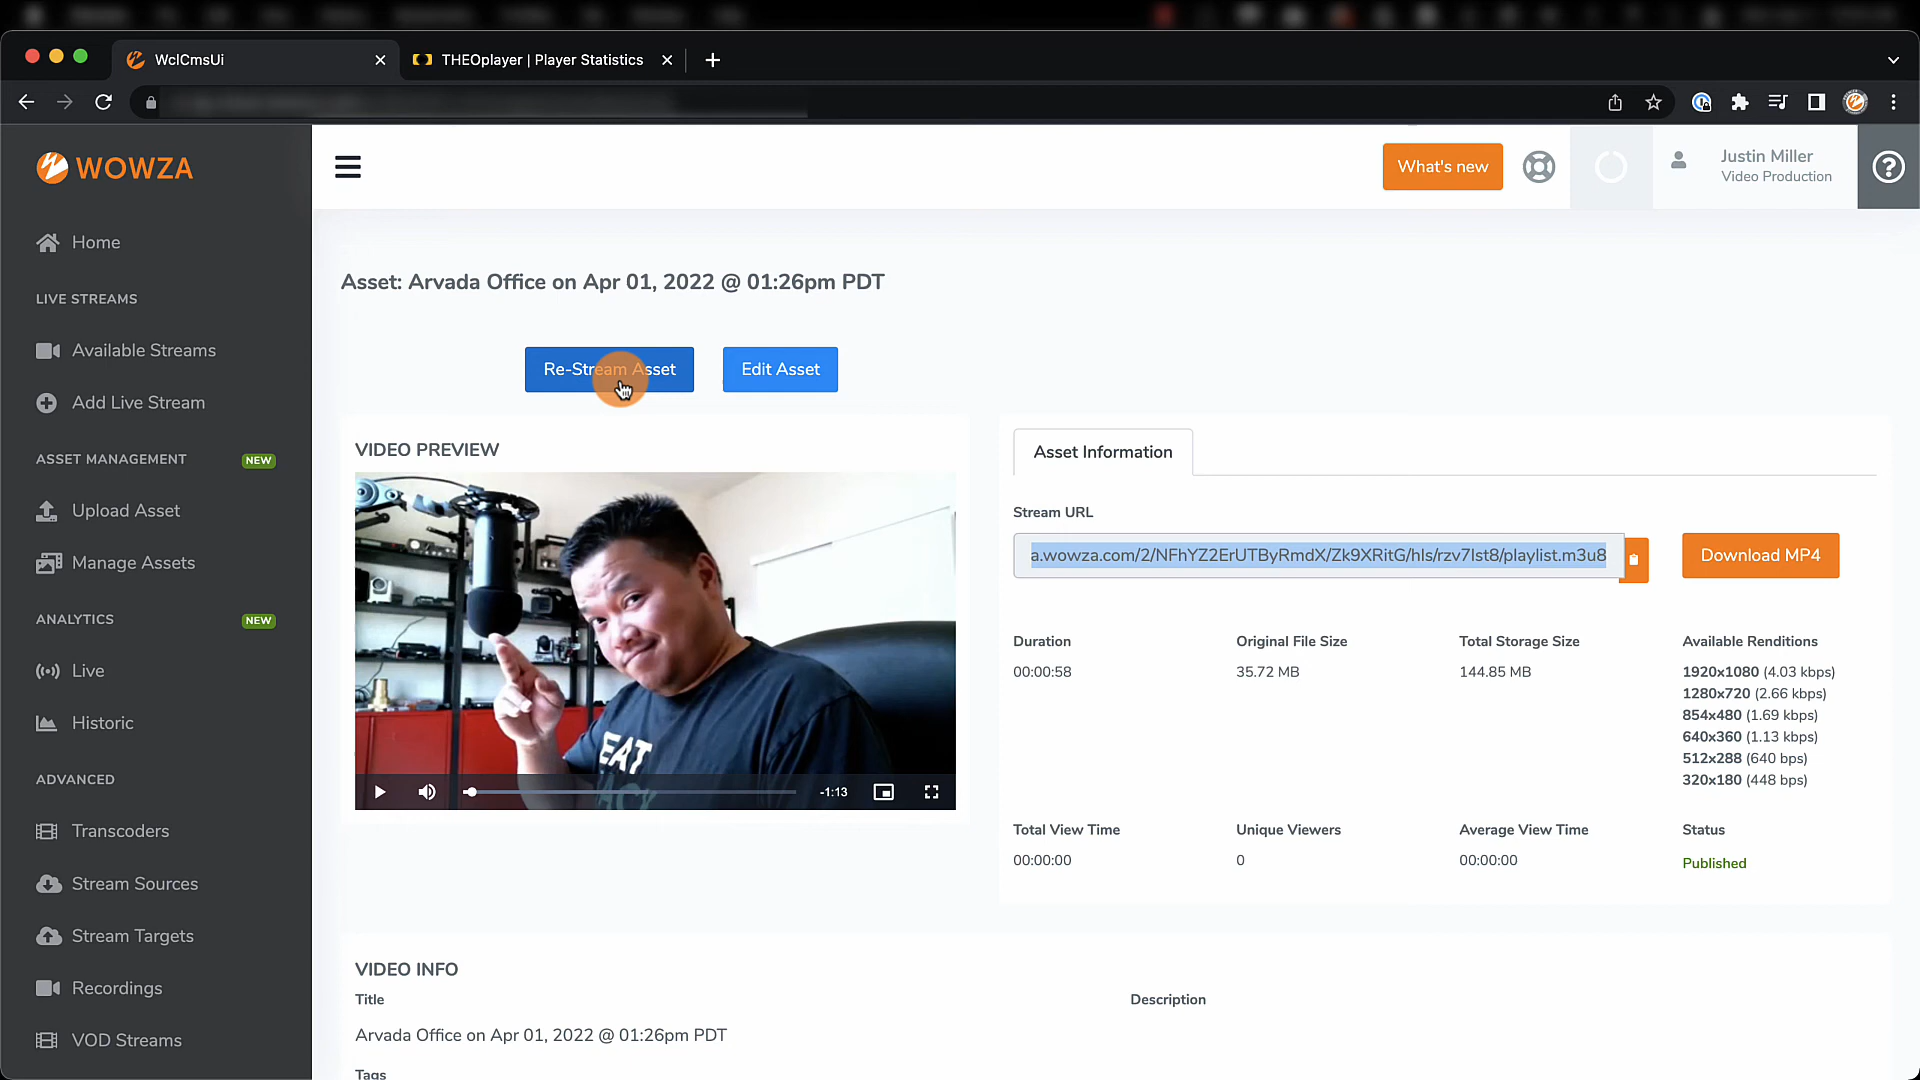 WclCmsUi
THEOplayer | Player Statistics
WOWZA
What's new
Justin Miller
Video Production
Home
LIVE STREAMS
Available Streams
Add Live Stream
ASSET MANAGEMENT NEW
Upload Asset
Manage Assets
ANALYTICS NEW
Live
Historic
ADVANCED
Transcoders
Stream Sources
Stream Targets
Recordings
VOD Streams
Asset: Arvada Office on Apr 01, 2022 @ 01:26pm PDT
Re-Stream Asset
Edit Asset
VIDEO PREVIEW
EAT
-1:13
Asset Information
Stream URL
a.wowza.com/2/NFhYZ2ErUTByRmdX/Zk9XRitG/hls/rzv7lst8/playlist.m3u8
Download MP4
Duration Original File Size Total Storage Size Available Renditions
00:00:58 35.72 MB 144.85 MB 1920x1080 (4.03 kbps)
1280x720 (2.66 kbps)
854x480 (1.69 kbps)
640x360 (1.13 kbps)
512x288 (640 bps)
320x180 (448 bps)
Total View Time Unique Viewers Average View Time Status
00:00:00 0 00:00:00 Published
VIDEO INFO
Title Description
Arvada Office on Apr 01, 2022 @ 01:26pm PDT
Tags